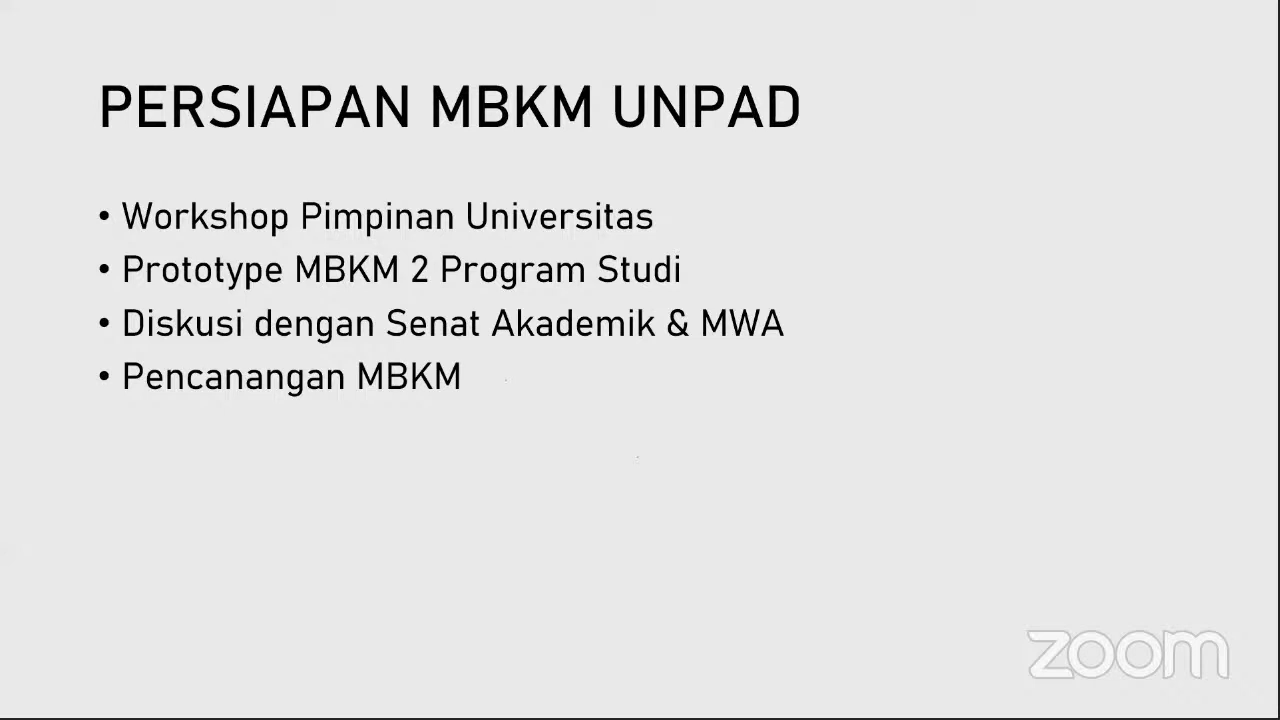 PERSIAPAN MBKM UNPAD
• Workshop Pimpinan Universitas
• Prototype MBKM 2 Program Studi
• Diskusi dengan Senat Akademik & MWA
• Pencanangan MBKM
zoom